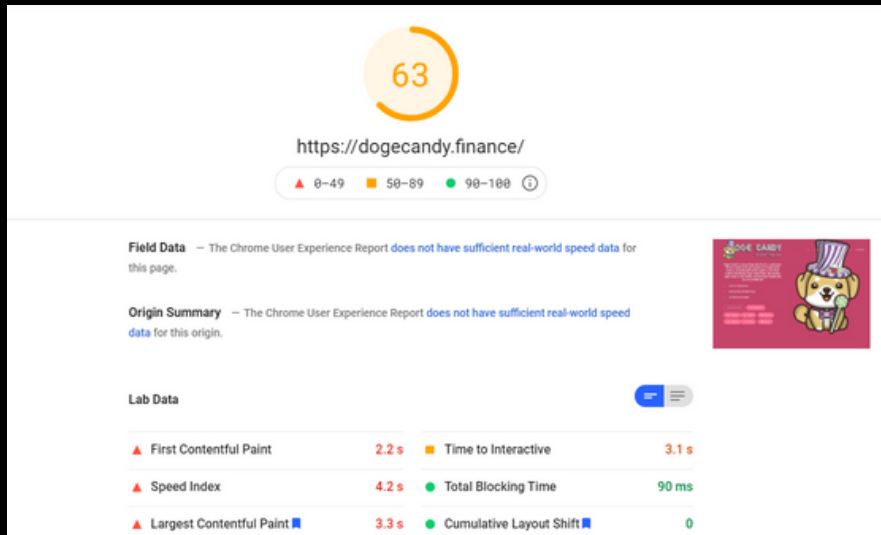 63
https://dogecandy.finance/
0–49 50–89 90–100
Field Data — The Chrome User Experience Report does not have sufficient real-world speed data for
this page.
Origin Summary — The Chrome User Experience Report does not have sufficient real-world speed
data for this origin.
DOGE CANDY
Lab Data
First Contentful Paint 2.2 s
Time to Interactive 3.1 s
Speed Index 4.2 s
Total Blocking Time 90 ms
Largest Contentful Paint 3.3 s
Cumulative Layout Shift 0